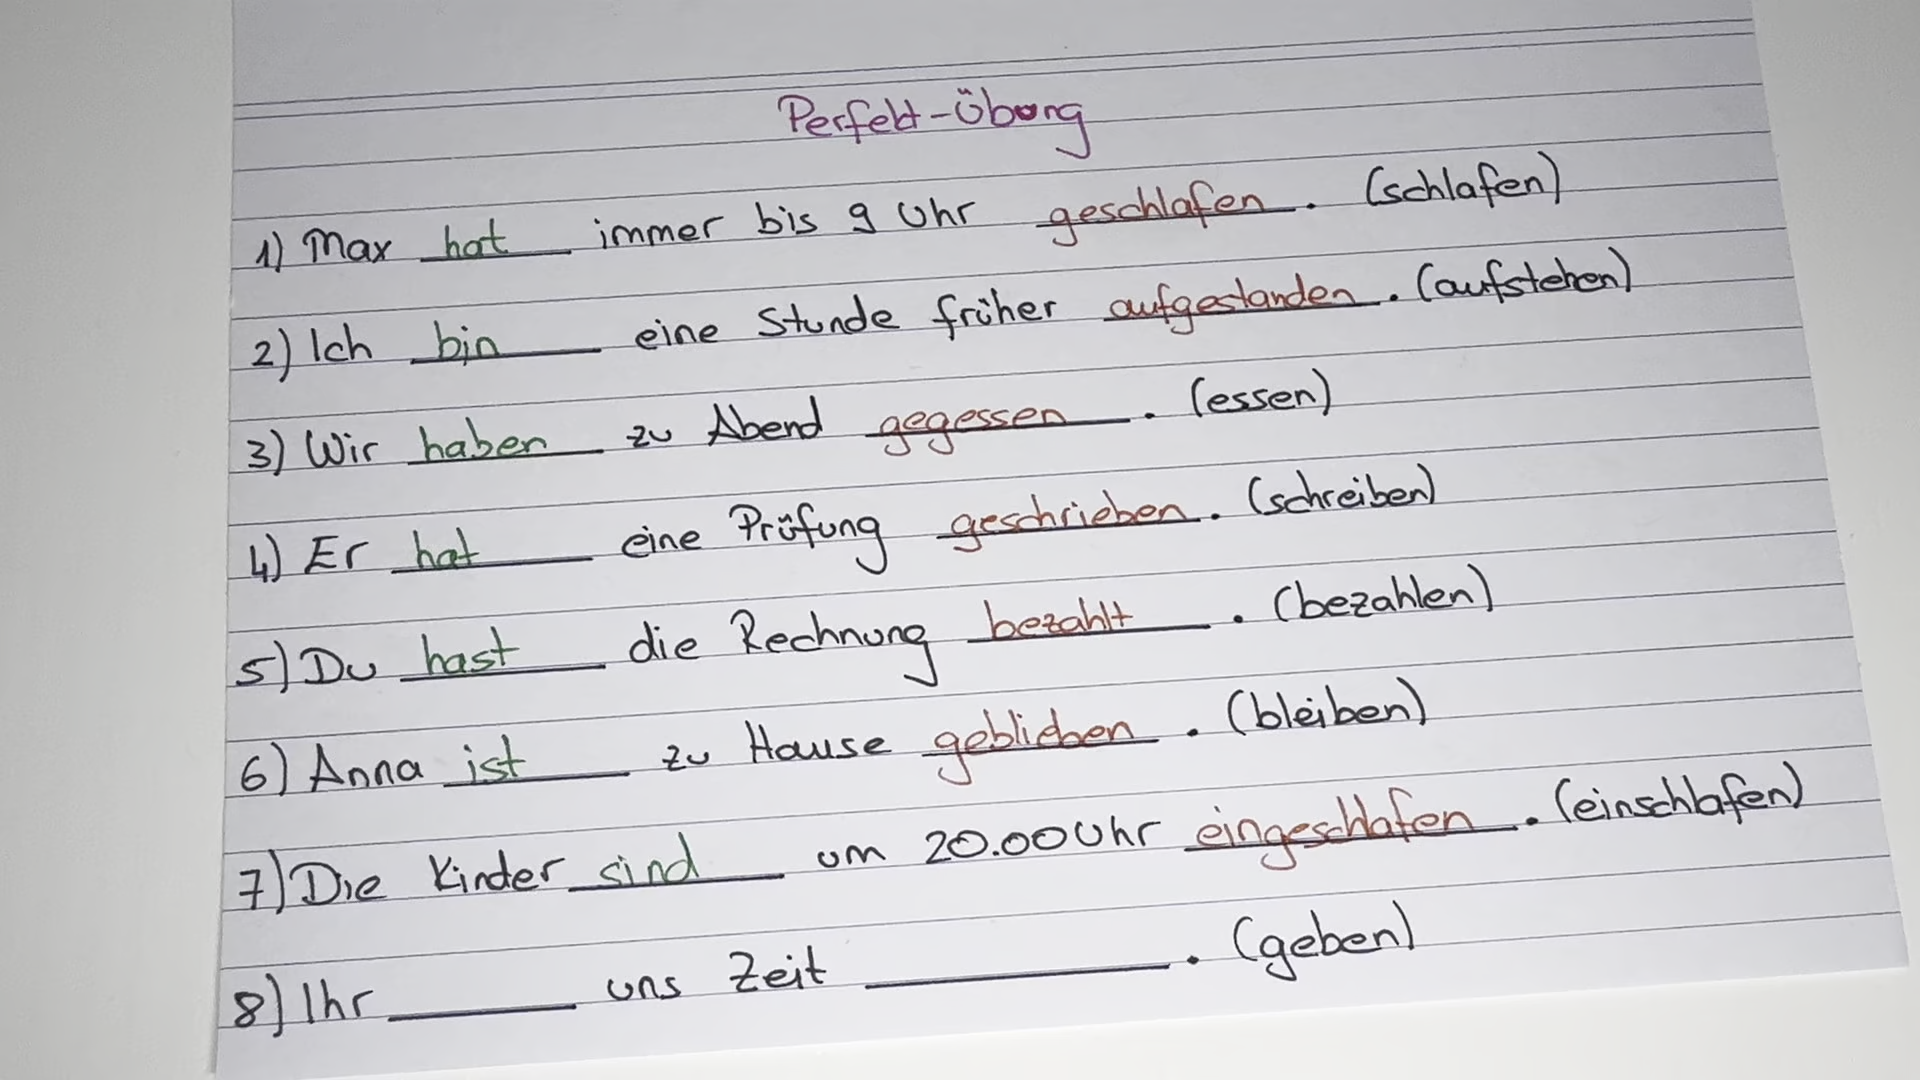 Perfekt-Übung
1) Max hat immer bis 9 Uhr geschlafen. (schlafen)
2) Ich bin eine Stunde früher aufgestanden. (aufstehen)
3) Wir haben zu Abend gegessen. (essen)
4) Er hat eine Prüfung geschrieben. (schreiben)
5) Du hast die Rechnung bezahlt. (bezahlen)
6) Anna ist zu Hause geblieben. (bleiben)
7) Die Kinder sind um 20.00 Uhr eingeschlafen. (einschlafen)
8) Ihr ______ uns Zeit ______. (geben)